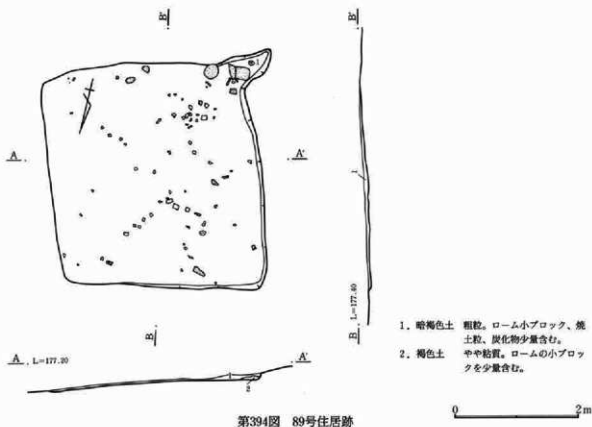 B'
B'
1
A
A'
1
B
B L=177.40
A L=177.20
A'
1
2
1. 暗褐色土 粗粒。ローム小ブロック、焼
土粒、炭化物少量含む。
2. 褐色土 やや粘質。ロームの小ブロッ
クを少量含む。
第394図 89号住居跡
0 2m